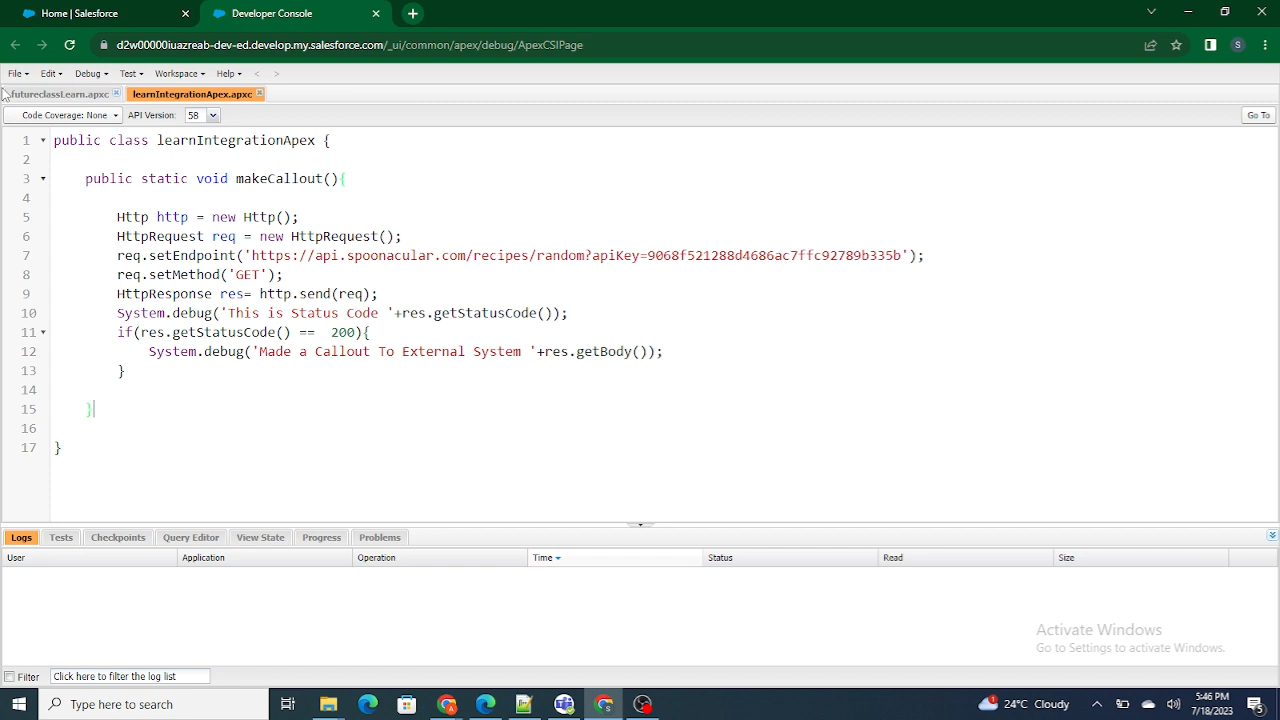 Home | Salesforce
Developer Console
d2w00000iuazreab-dev-ed.develop.my.salesforce.com/_ui/common/apex/debug/ApexCSIPage
File Edit Debug Test Workspace Help < >
futureclassLearn.apxc learnIntegrationApex.apxc
Code Coverage: None API Version: 58 Go To
1 public class learnIntegrationApex {
2
3 public static void makeCallout(){
4
5 Http http = new Http();
6 HttpRequest req = new HttpRequest();
7 req.setEndpoint('https://api.spoonacular.com/recipes/random?apiKey=9068f521288d4686ac7ffc92789b335b');
8 req.setMethod('GET');
9 HttpResponse res= http.send(req);
10 System.debug('This is Status Code '+res.getStatusCode());
11 if(res.getStatusCode() == 200){
12 System.debug('Made a Callout To External System '+res.getBody());
13 }
14
15 }
16
17 }
Logs Tests Checkpoints Query Editor View State Progress Problems
User Application Operation Time Status Read Size
Activate Windows
Go to Settings to activate Windows.
Filter Click here to filter the log list
Type here to search
24°C Cloudy
5:46 PM
7/18/2023